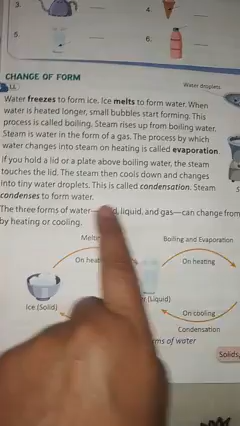 3.
4.
5.
6.
CHANGE OF FORM
LL
Water droplets
Water freezes to form ice. Ice melts to form water. When
water is heated longer, small bubbles start forming. This
process is called boiling. Steam rises up from boiling water.
Steam is water in the form of a gas. The process by which
water changes into steam on heating is called evaporation.
If you hold a lid or a plate above boiling water, the steam
touches the lid. The steam then cools down and changes
into tiny water droplets. This is called condensation. Steam
condenses to form water.
The three forms of water— liquid, and gas—can change from
by heating or cooling.
Boiling and Evaporation
On heating
Ice (Solid)
(Liquid)
On cooling
Condensation
of water
Solids,